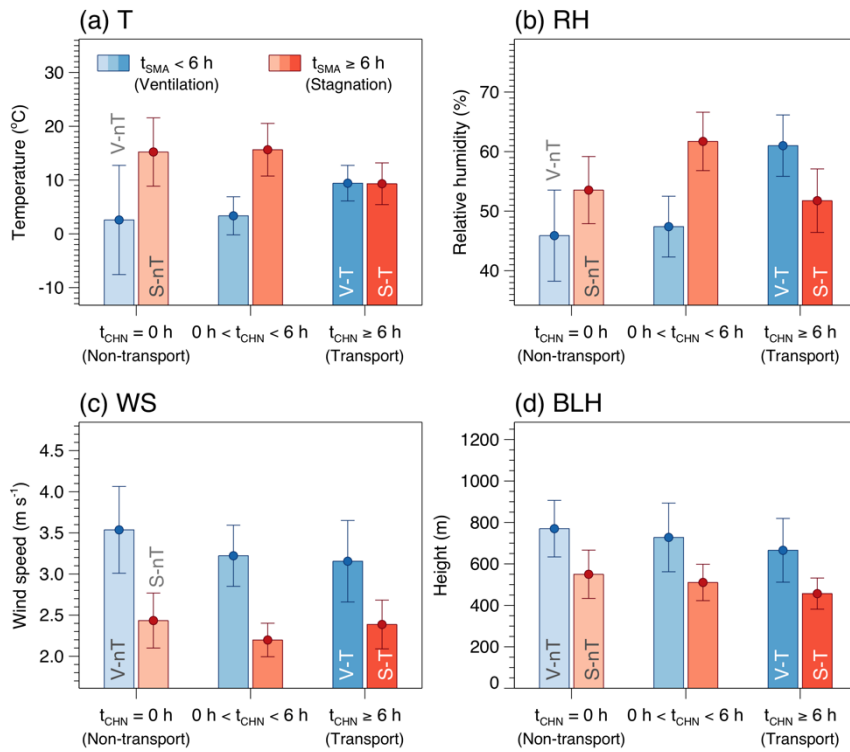 (a) T
t_SMA < 6 h
(Ventilation)
t_SMA ≥ 6 h
(Stagnation)
Temperature (°C)
30
20
10
0
-10
V-nT
S-nT
V-T
S-T
t_CHN = 0 h
(Non-transport)
0 h < t_CHN < 6 h
t_CHN ≥ 6 h
(Transport)
(b) RH
Relative humidity (%)
70
60
50
40
V-nT
S-nT
V-T
S-T
t_CHN = 0 h
(Non-transport)
0 h < t_CHN < 6 h
t_CHN ≥ 6 h
(Transport)
(c) WS
Wind speed (m s⁻¹)
4.5
4.0
3.5
3.0
2.5
2.0
V-nT
S-nT
V-T
S-T
t_CHN = 0 h
(Non-transport)
0 h < t_CHN < 6 h
t_CHN ≥ 6 h
(Transport)
(d) BLH
Height (m)
1200
1000
800
600
400
200
0
V-nT
S-nT
V-T
S-T
t_CHN = 0 h
(Non-transport)
0 h < t_CHN < 6 h
t_CHN ≥ 6 h
(Transport)